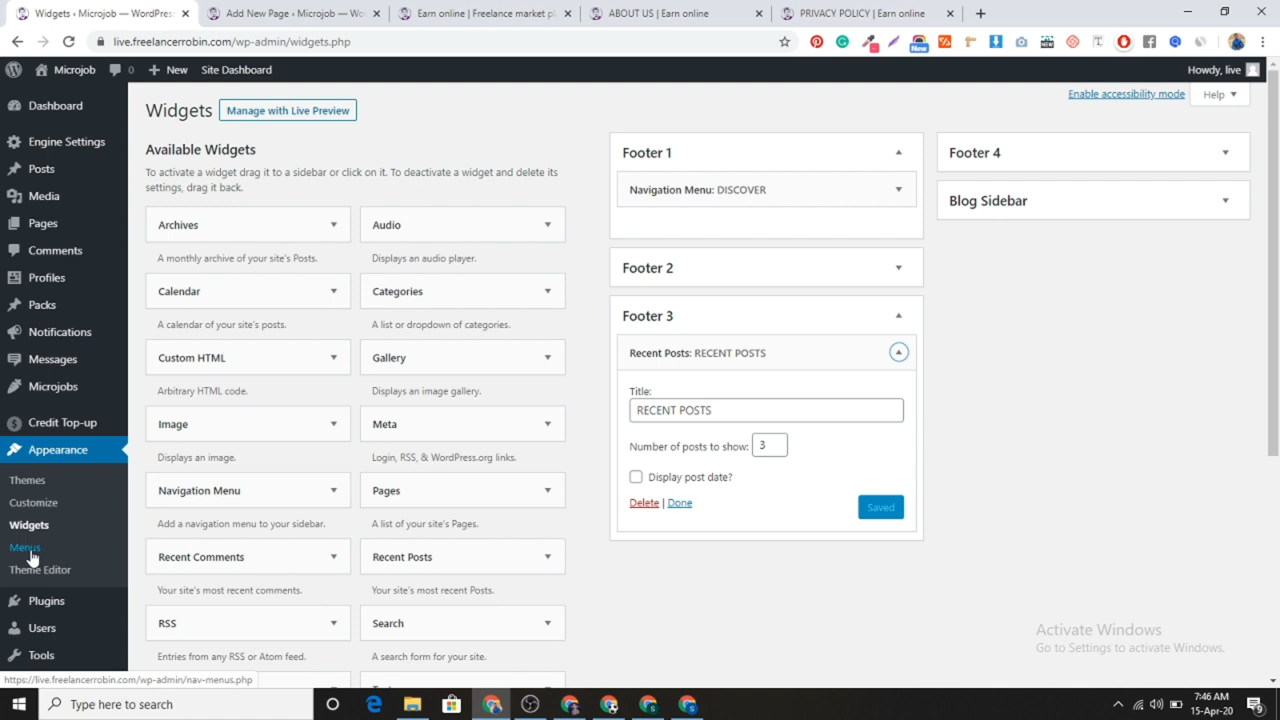 Widgets ‹ Microjob — WordPress
Add New Page ‹ Microjob — Wo
Earn online | Freelance market pl
ABOUT US | Earn online
PRIVACY POLICY | Earn online
live.freelancerrobin.com/wp-admin/widgets.php
New
NEW
Microjob
0
New
Site Dashboard
Howdy, live
Dashboard
Engine Settings
Posts
Media
Pages
Comments
Profiles
Packs
Notifications
Messages
Microjobs
Credit Top-up
Appearance
Themes
Customize
Widgets
Menus
Theme Editor
Plugins
Users
Tools
Enable accessibility mode
Help
Widgets
Manage with Live Preview
Available Widgets
To activate a widget drag it to a sidebar or click on it. To deactivate a widget and delete its
settings, drag it back.
Archives
Audio
A monthly archive of your site's Posts.
Displays an audio player.
Calendar
Categories
A calendar of your site's posts.
A list or dropdown of categories.
Custom HTML
Gallery
Arbitrary HTML code.
Displays an image gallery.
Image
Meta
Displays an image.
Login, RSS, & WordPress.org links.
Navigation Menu
Pages
Add a navigation menu to your sidebar.
A list of your site's Pages.
Recent Comments
Recent Posts
Your site's most recent comments.
Your site's most recent Posts.
RSS
Search
Entries from any RSS or Atom feed.
A search form for your site.
Footer 1
Navigation Menu: DISCOVER
Footer 2
Footer 3
Recent Posts: RECENT POSTS
Title:
RECENT POSTS
Number of posts to show: 3
Display post date?
Delete | Done
Saved
Footer 4
Blog Sidebar
Activate Windows
Go to Settings to activate Windows.
https://live.freelancerrobin.com/wp-admin/nav-menus.php
Type here to search
7:46 AM
15-Apr-20
9